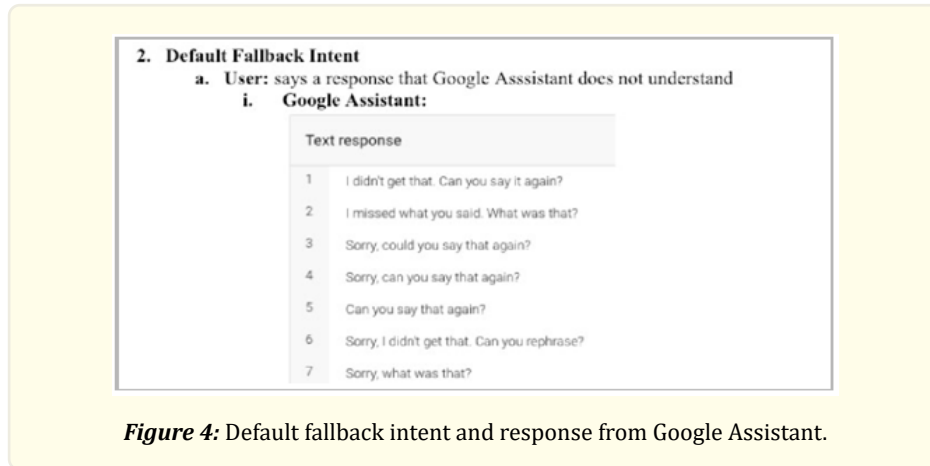 2. Default Fallback Intent
a. User: says a response that Google Asssistant does not understand
i. Google Assistant:
Text response
1 I didn't get that. Can you say it again?
2 I missed what you said. What was that?
3 Sorry, could you say that again?
4 Sorry, can you say that again?
5 Can you say that again?
6 Sorry, I didn't get that. Can you rephrase?
7 Sorry, what was that?
Figure 4: Default fallback intent and response from Google Assistant.